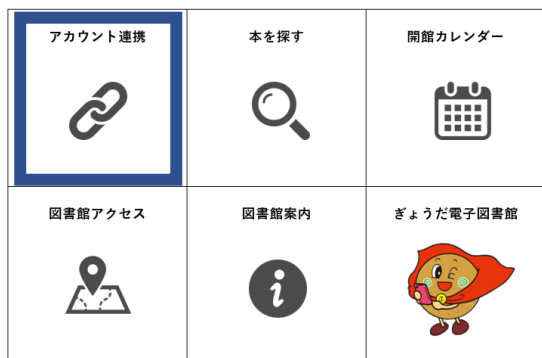 アカウント連携
本を探す
開館カレンダー
図書館アクセス
図書館案内
ぎょうだ電子図書館